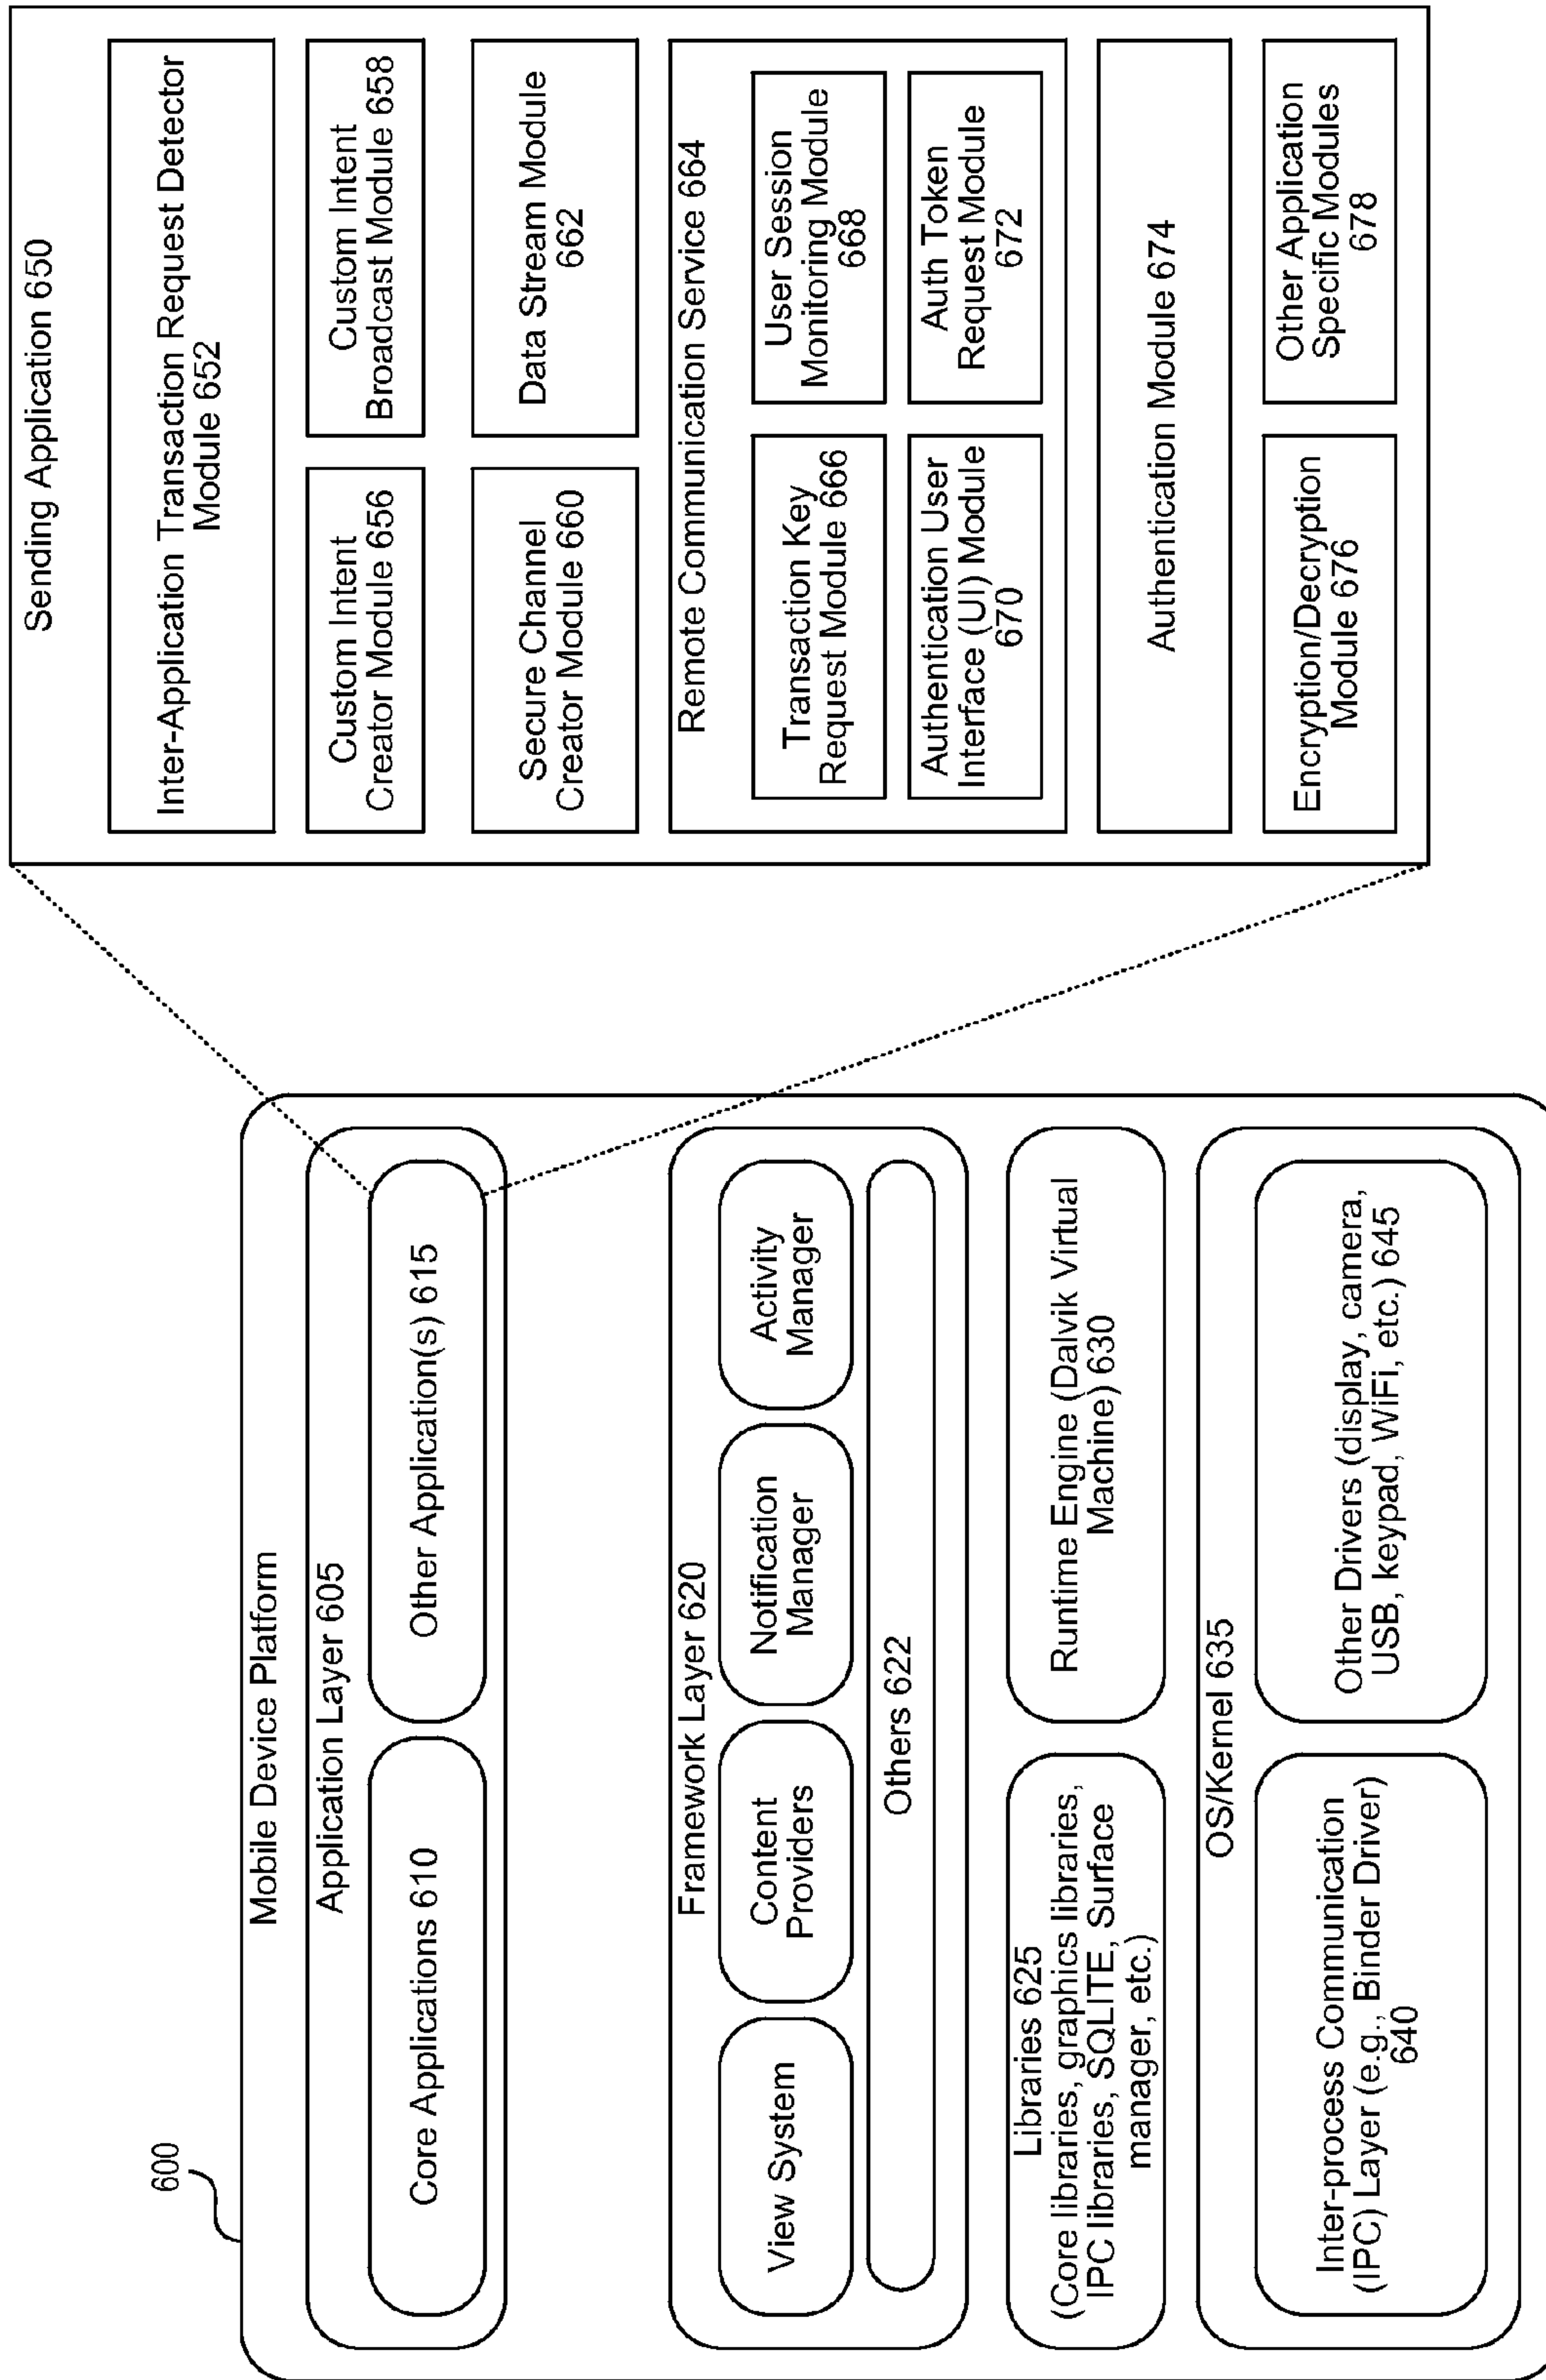 600
Mobile Device Platform
Application Layer 605
Core Applications 610
Other Application(s) 615
Framework Layer 620
View System
Content
Providers
Notification
Manager
Activity
Manager
Others 622
Libraries 625
(Core libraries, graphics libraries,
IPC libraries, SQLITE, Surface
manager, etc.)
Runtime Engine (Dalvik Virtual
Machine) 630
OS/Kernel 635
Inter-process Communication
(IPC) Layer (e.g., Binder Driver)
640
Other Drivers (display, camera,
USB, keypad, WiFi, etc.) 645
Sending Application 650
Inter-Application Transaction Request Detector
Module 652
Custom Intent
Creator Module 656
Custom Intent
Broadcast Module 658
Secure Channel
Creator Module 660
Data Stream Module
662
Remote Communication Service 664
Transaction Key
Request Module 666
User Session
Monitoring Module
668
Authentication User
Interface (UI) Module
670
Auth Token
Request Module
672
Authentication Module 674
Encryption/Decryption
Module 676
Other Application
Specific Modules
678